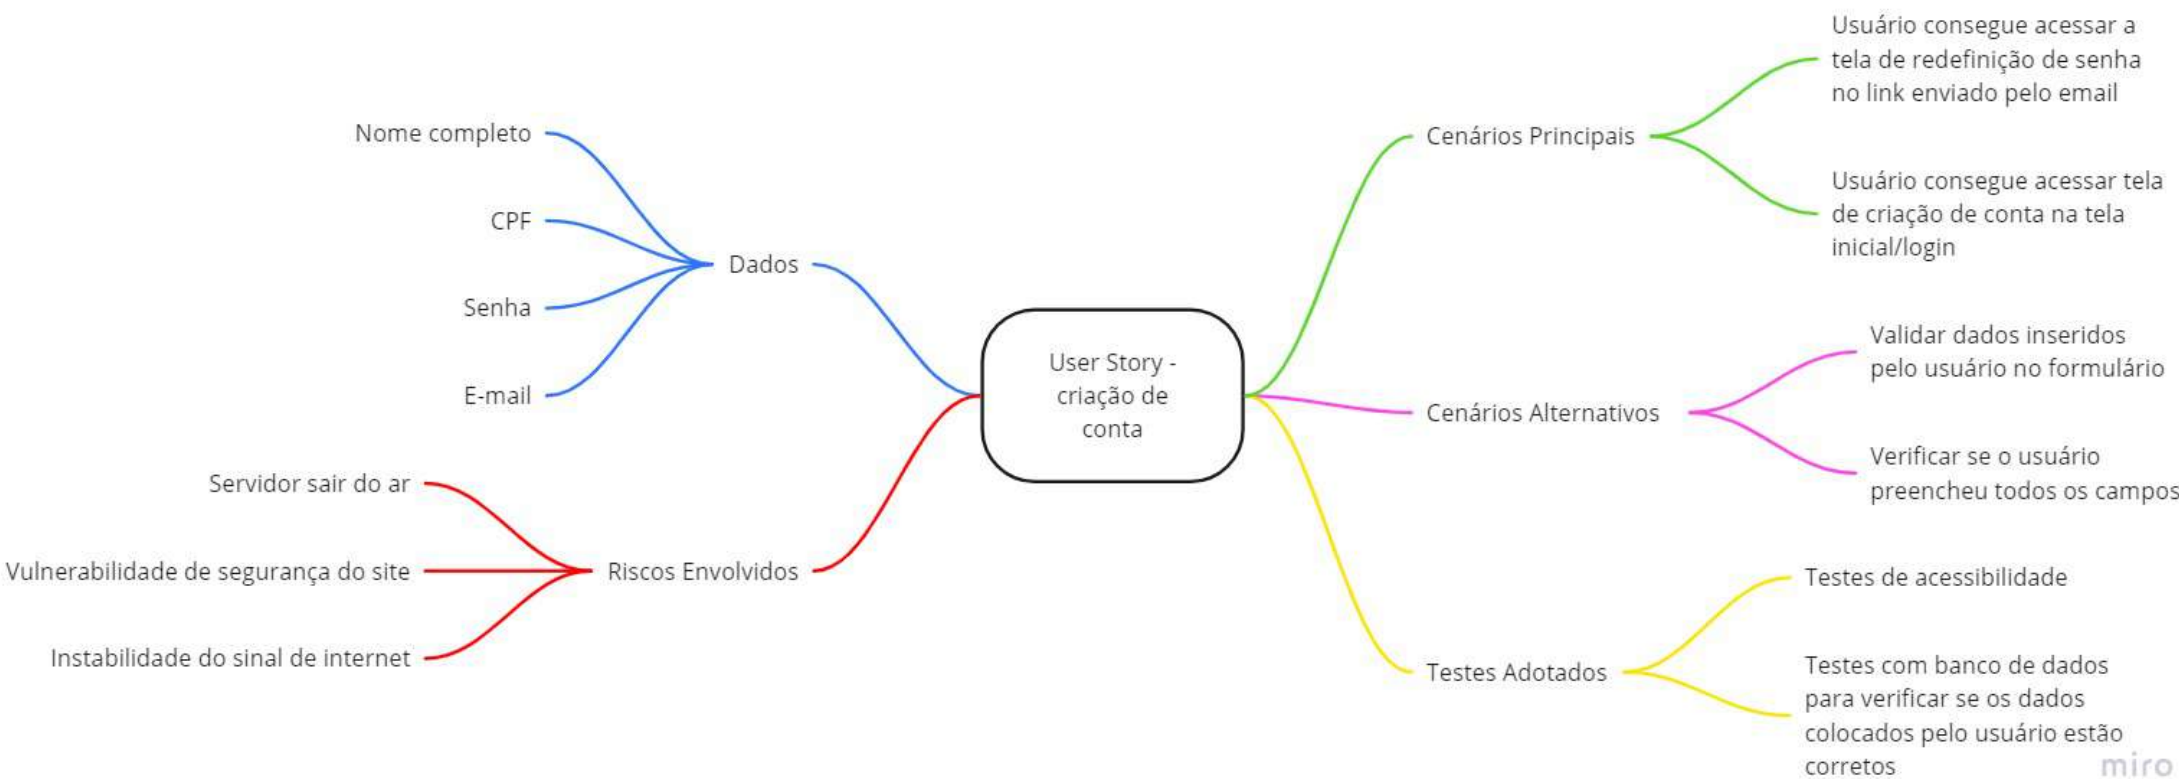 Nome completo
CPF
Senha
E-mail
Dados
Servidor sair do ar
Vulnerabilidade de segurança do site
Instabilidade do sinal de internet
Riscos Envolvidos
User Story -
criação de
conta
Cenários Principais
Usuário consegue acessar a
tela de redefinição de senha
no link enviado pelo email
Usuário consegue acessar tela
de criação de conta na tela
inicial/login
Cenários Alternativos
Validar dados inseridos
pelo usuário no formulário
Verificar se o usuário
preencheu todos os campos
Testes Adotados
Testes de acessibilidade
Testes com banco de dados
para verificar se os dados
colocados pelo usuário estão
corretos
miro